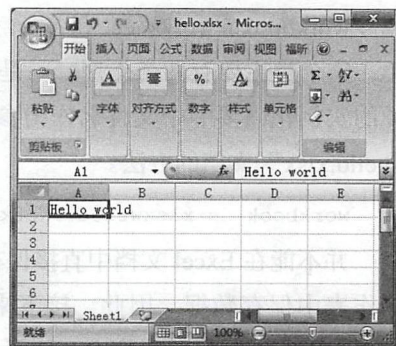 hello.xlsx - Micros...
开始 插入 页面 公式 数据 审阅 视图 福昕
粘贴 字体 对齐方式 数字 样式 单元格
剪贴板 编辑
A1 fx Hello world
A B C D E
1 Hello world
2
3
4
5
6
Sheet1
就绪 100%